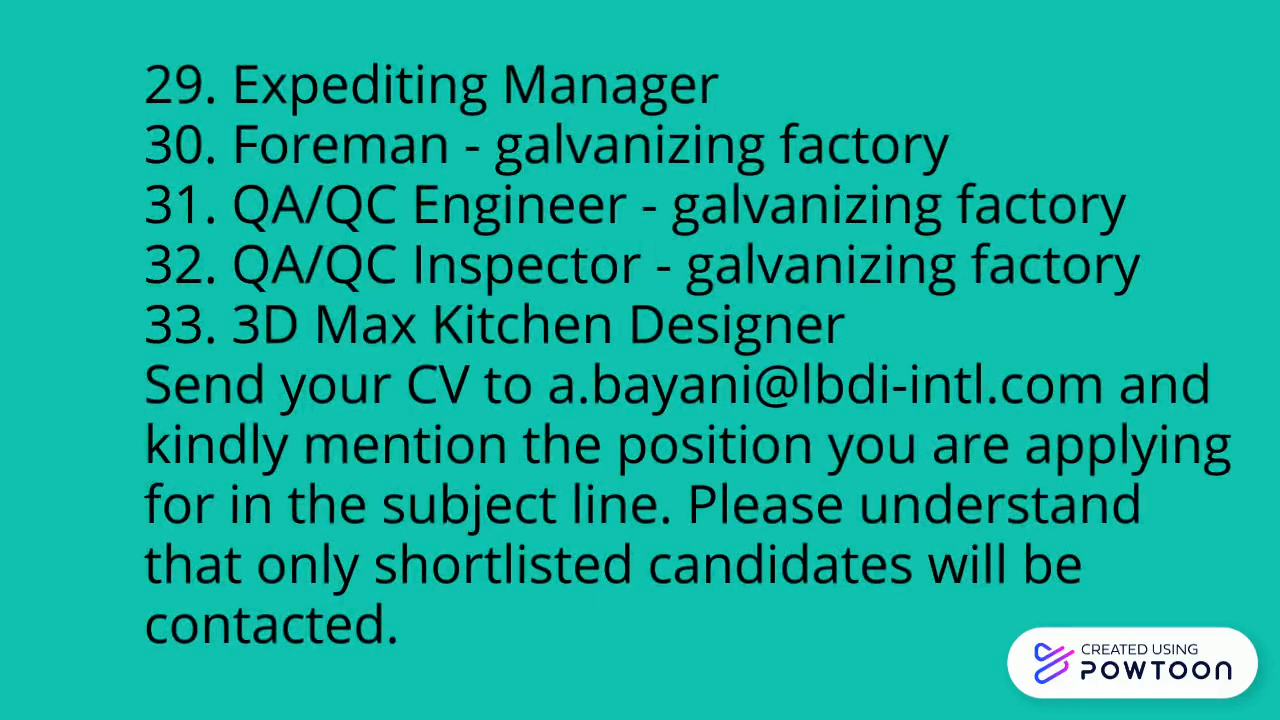 29. Expediting Manager
30. Foreman - galvanizing factory
31. QA/QC Engineer - galvanizing factory
32. QA/QC Inspector - galvanizing factory
33. 3D Max Kitchen Designer
Send your CV to a.bayani@lbdi-intl.com and
kindly mention the position you are applying
for in the subject line. Please understand
that only shortlisted candidates will be
contacted.
CREATED USING
POWTOON